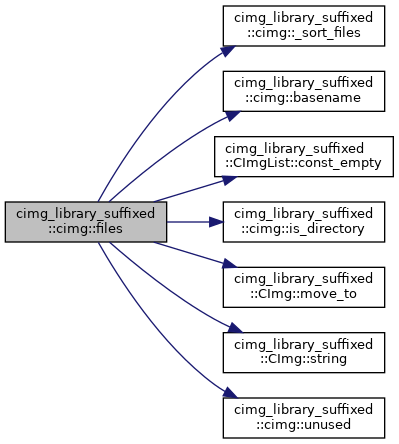 cimg_library_suffixed
::cimg::files
cimg_library_suffixed
::cimg::_sort_files
cimg_library_suffixed
::cimg::basename
cimg_library_suffixed
::CImgList::const_empty
cimg_library_suffixed
::cimg::is_directory
cimg_library_suffixed
::CImg::move_to
cimg_library_suffixed
::CImg::string
cimg_library_suffixed
::cimg::unused